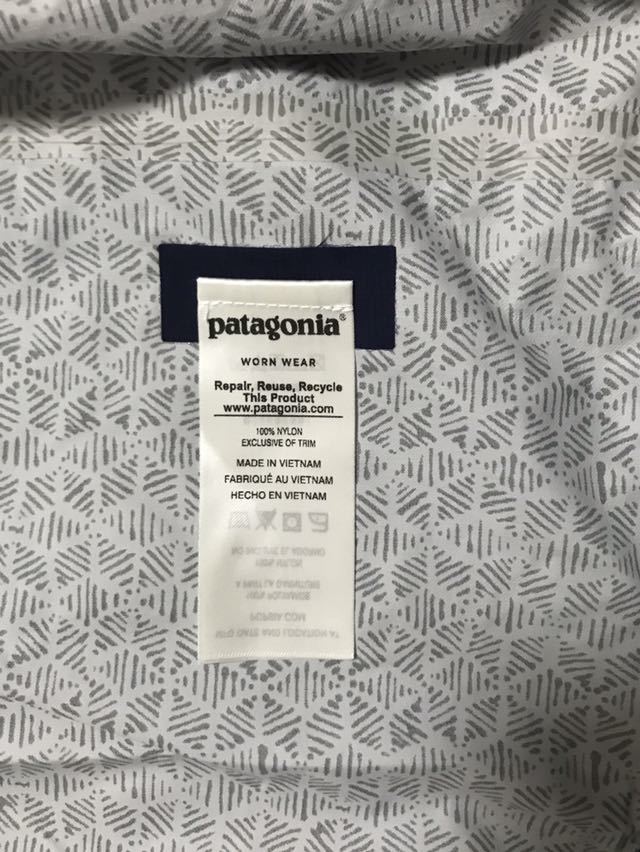 patagonia®
WORN WEAR
Repair, Reuse, Recycle
This Product
www.patagonia.com
100% NYLON
EXCLUSIVE OF TRIM
MADE IN VIETNAM
FABRIQUÉ AU VIETNAM
HECHO EN VIETNAM